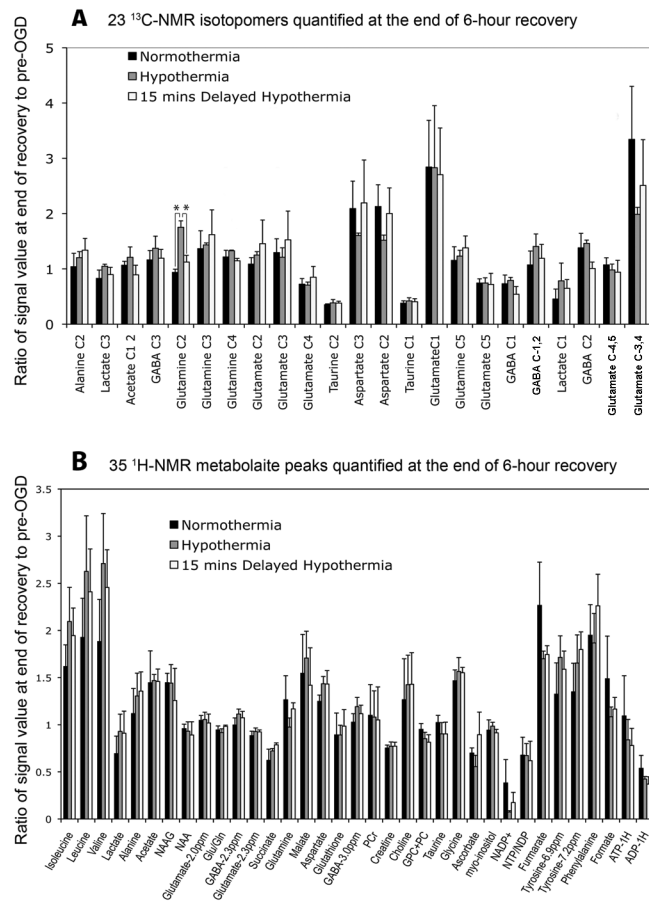 A 23 ¹³C-NMR isotopomers quantified at the end of 6-hour recovery
Ratio of signal value at end of recovery to pre-OGD
5
4
3
2
1
0
Normothermia
Hypothermia
15 mins Delayed Hypothermia
* *
Alanine C2
Lactate C3
Acetate C1 2
GABA C3
Glutamine C2
Glutamine C3
Glutamine C4
Glutamate C2
Glutamate C3
Glutamate C4
Taurine C2
Aspartate C3
Aspartate C2
Taurine C1
GlutamateC1
Glutamine C5
Glutamate C5
GABA C1
GABA C-1,2
Lactate C1
GABA C2
Glutamate C-4,5
Glutamate C-3,4
B 35 ¹H-NMR metabolaite peaks quantified at the end of 6-hour recovery
Ratio of signal value at end of recovery to pre-OGD
3.5
3
2.5
2
1.5
1
0.5
0
Normothermia
Hypothermia
15 mins Delayed Hypothermia
Isoleucine
Leucine
Valine
Lactate
Alanine
Acetate
NAAG
NAA
Glutamate-2.0ppm
Glu/Gln
GABA-2.3ppm
Glutamate-2.3ppm
Succinate
Glutamine
Malate
Aspartate
Glutathione
GABA-3.0ppm
PCr
Creatine
Choline
GPC+PC
Taurine
Glycine
Ascorbate
myo-inositol
NADP+
NTP/NDP
Fumarate
Tyrosine-6.9ppm
Tyrosine-7.2ppm
Phenylalanine
Formate
ATP-1H
ADP-1H